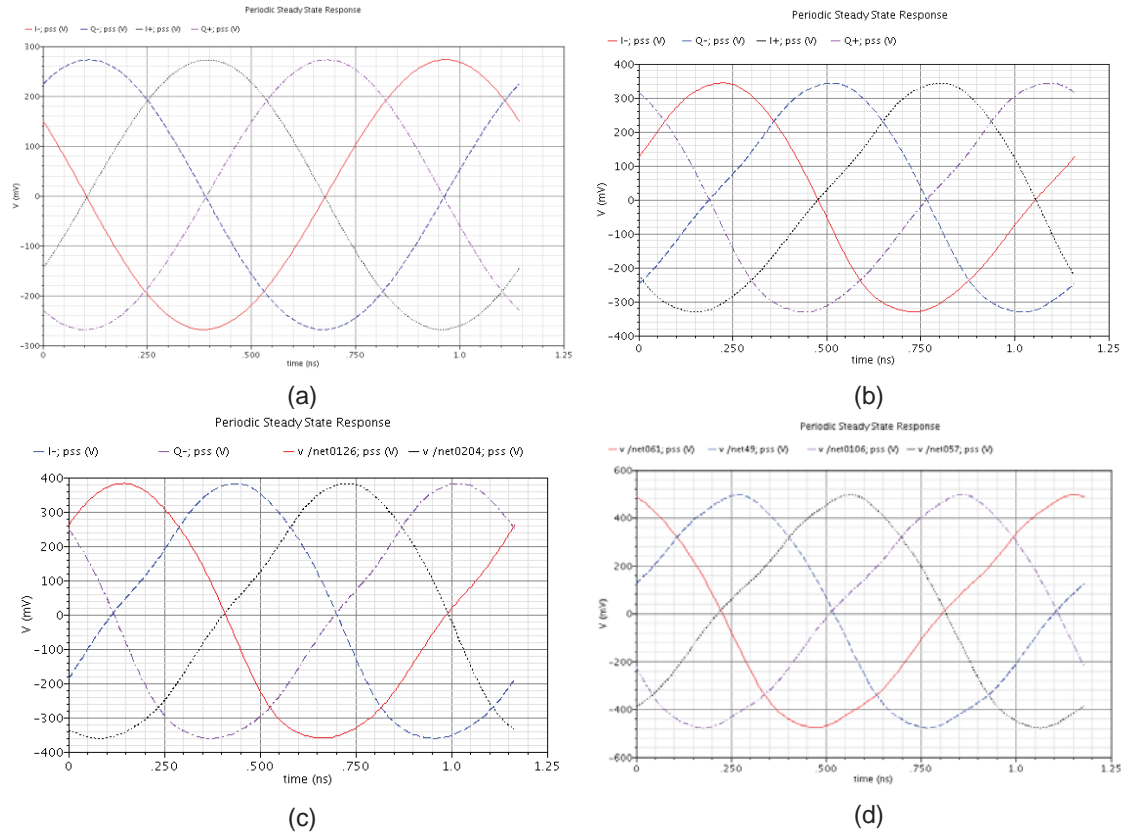 Periodic Steady State Response
I-; pss (V) Q-; pss (V) I+; pss (V) Q+; pss (V)
300
200
100
0
-100
-200
-300
V (mV)
0 .250 .500 .750 1.0 1.25
time (ns)
(a)
Periodic Steady State Response
I-; pss (V) Q-; pss (V) I+; pss (V) Q+; pss (V)
400
300
200
100
0
-100
-200
-300
-400
V (mV)
0 .250 .500 .750 1.0 1.25
time (ns)
(b)
Periodic Steady State Response
I-; pss (V) Q-; pss (V) v /net0126; pss (V) v /net0204; pss (V)
400
300
200
100
0
-100
-200
-300
-400
V (mV)
0 .250 .500 .750 1.0 1.25
time (ns)
(c)
Periodic Steady State Response
v /net061; pss (V) v /net49; pss (V) v /net0106; pss (V) v /net057; pss (V)
600
400
200
0
-200
-400
-600
V (mV)
0 .250 .500 .750 1.0 1.25
time (ns)
(d)